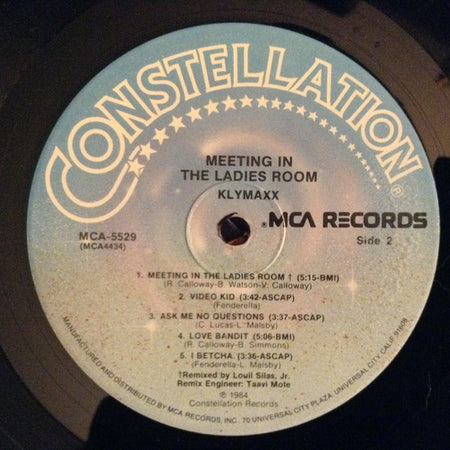 CONSTELLATION
®
MEETING IN
THE LADIES ROOM
KLYMAXX
®MCA RECORDS
MCA-5529
(MCA4434)
Side 2
1. MEETING IN THE LADIES ROOM † (5:15-BMI)
(R. Calloway-B. Watson-V. Calloway)
2. VIDEO KID (3:42-ASCAP)
(Fenderella)
3. ASK ME NO QUESTIONS (3:37-ASCAP)
(C. Lucas-L. Malsby)
4. LOVE BANDIT (5:06-BMI)
(R. Calloway-B. Simmons)
5. I BETCHA (3:36-ASCAP)
(Fenderella-L. Malsby)
†Remixed by Louil Silas, Jr.
Remix Engineer: Taavi Mote
℗ 1984
Constellation Records
MANUFACTURED AND DISTRIBUTED BY MCA RECORDS, INC. 70 UNIVERSAL CITY PLAZA, UNIVERSAL CITY, CALIF. 91608